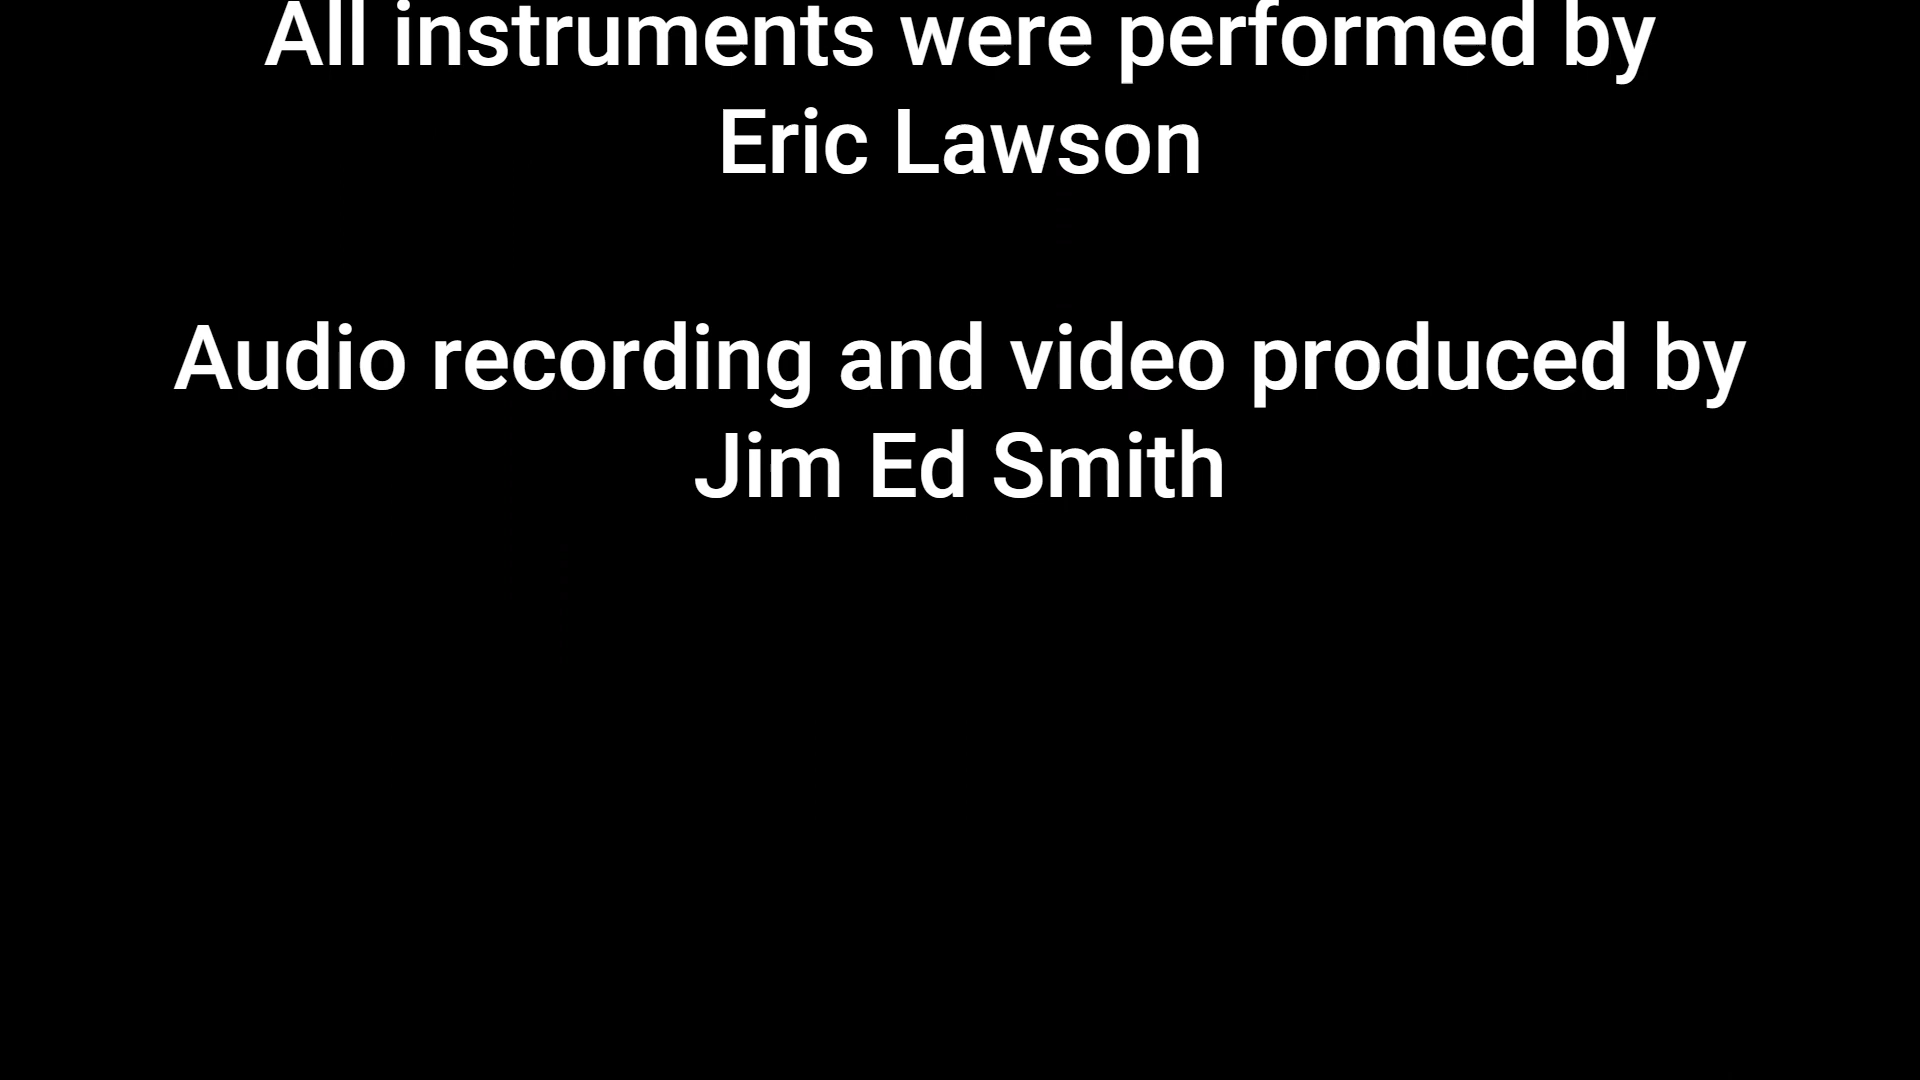 All instruments were performed by
Eric Lawson
Audio recording and video produced by
Jim Ed Smith